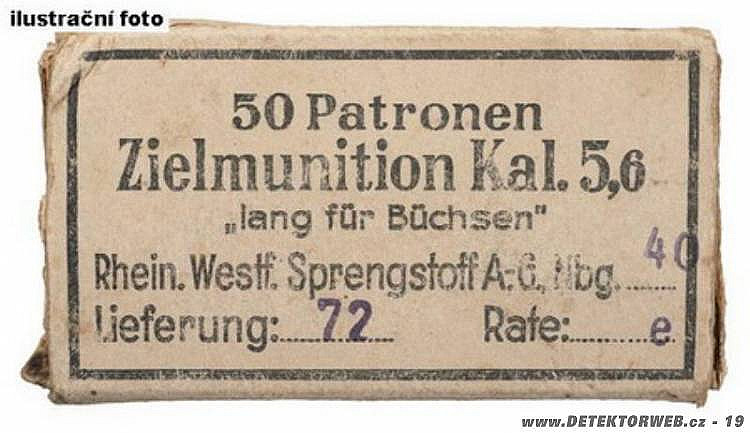 ilustrační foto
50 Patronen
Zielmunition Kal. 5,6
„lang für Büchsen"
Rhein. Westf. Sprengstoff A.-G., Nbg. 40
Lieferung: 72 Rate: e
www.DETEKTORWEB.cz - 19